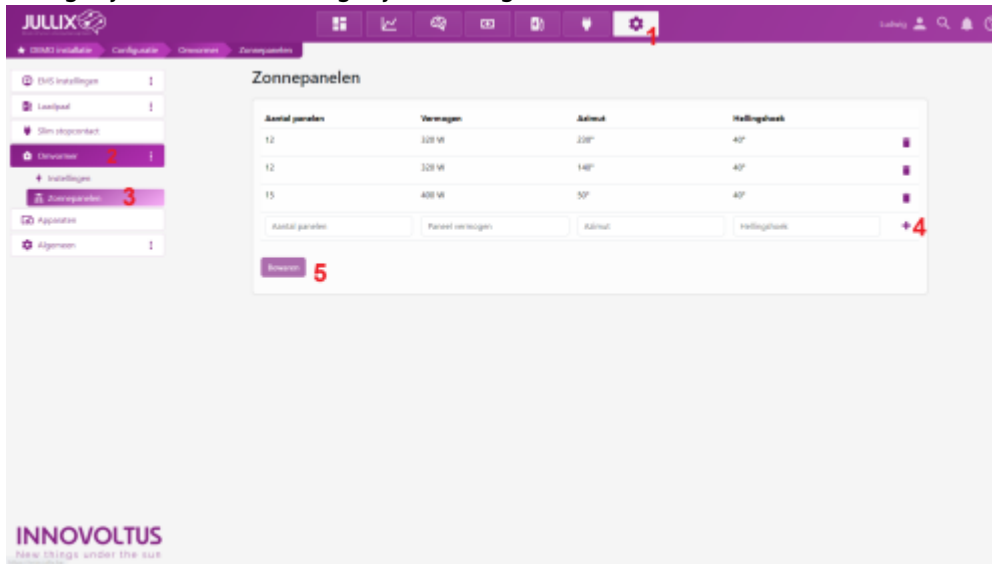 JULLIX
1
Ludwig
DEMO installatie Configuratie Omvormer Zonnepanelen
EMS Instellingen
Laadpaal
Slim stopcontact
Omvormer 2
Instellingen
Zonnepanelen 3
Apparaten
Algemeen
Zonnepanelen
Aantal panelen Vermogen Azimut Hellingshoek
12 320 W 230° 40°
12 320 W 140° 40°
15 400 W 50° 40°
Aantal panelen Paneel vermogen Azimut Hellingshoek + 4
Bewaren 5
INNOVOLTUS
New things under the sun